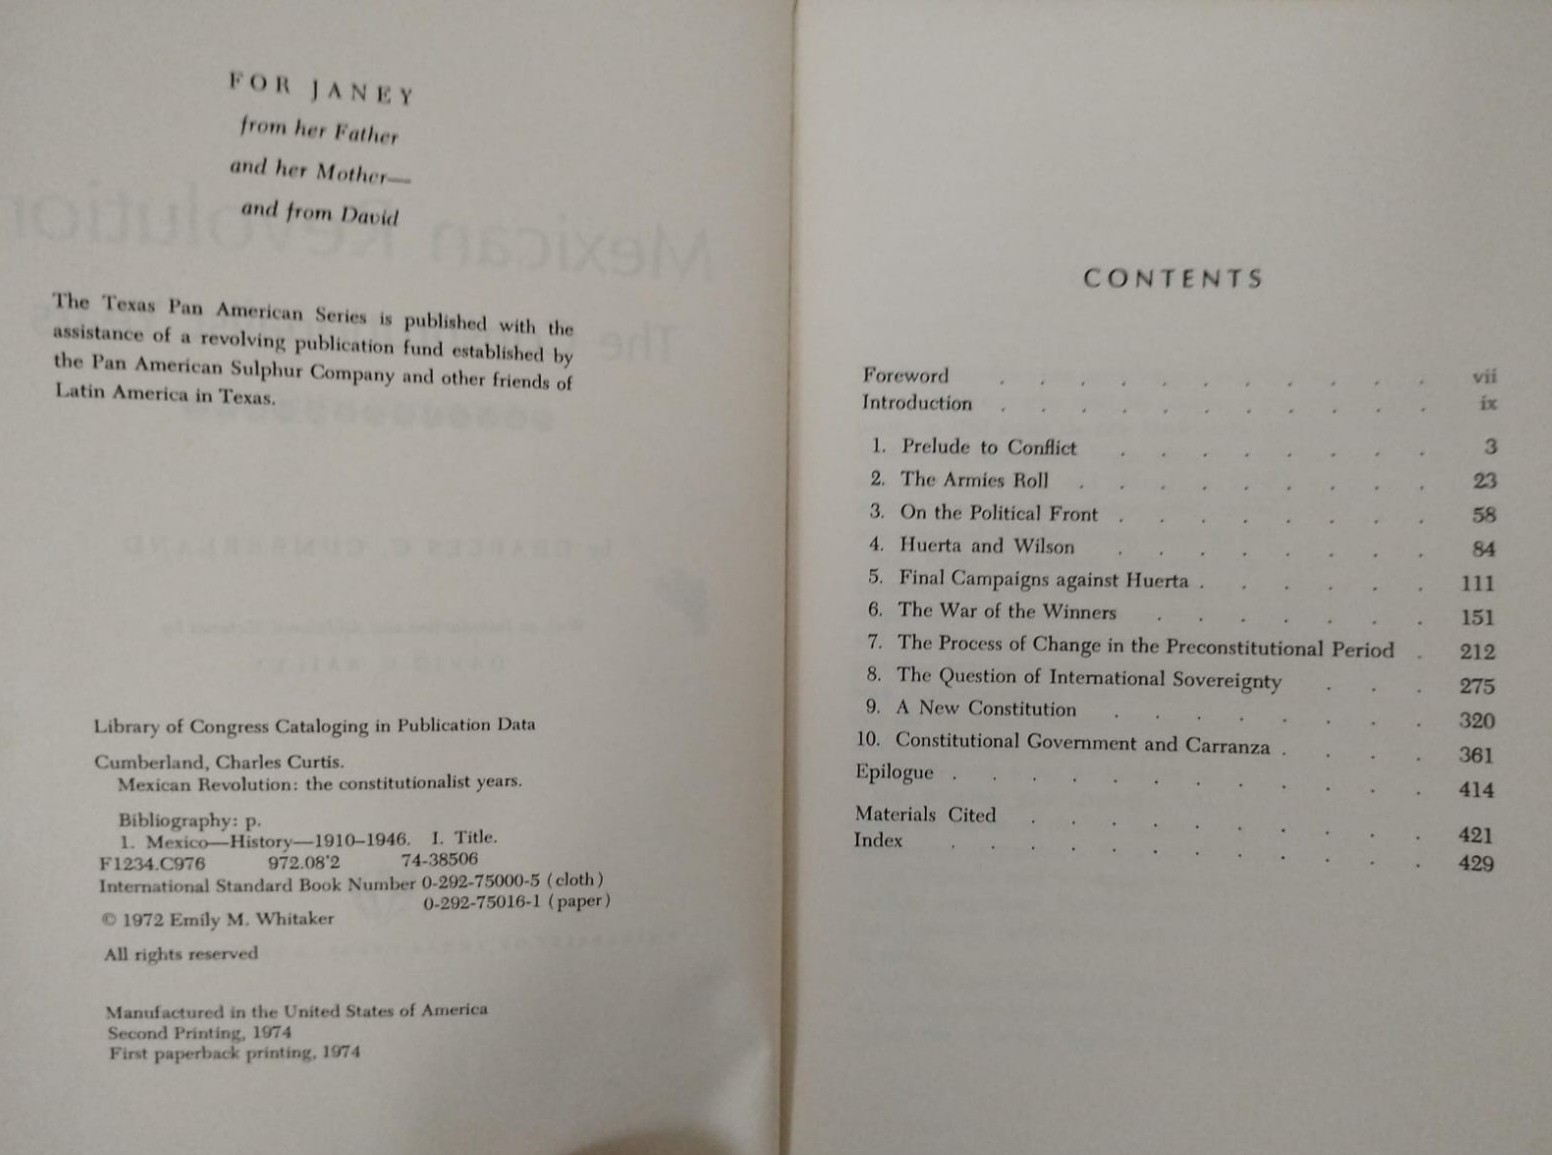 FOR JANEY
from her Father
and her Mother—
and from David
The Texas Pan American Series is published with the
assistance of a revolving publication fund established by
the Pan American Sulphur Company and other friends of
Latin America in Texas.
Library of Congress Cataloging in Publication Data
Cumberland, Charles Curtis.
Mexican Revolution: the constitutionalist years.
Bibliography: p.
1. Mexico—History—1910–1946. I. Title.
F1234.C976 972.08'2 74-38506
International Standard Book Number 0-292-75000-5 (cloth)
0-292-75016-1 (paper)
© 1972 Emily M. Whitaker
All rights reserved
Manufactured in the United States of America
Second Printing, 1974
First paperback printing, 1974
CONTENTS
Foreword . . . . . . . . . . . vii
Introduction . . . . . . . . . . . ix
1. Prelude to Conflict . . . . . . . . 3
2. The Armies Roll . . . . . . . . . 23
3. On the Political Front . . . . . . . . 58
4. Huerta and Wilson . . . . . . . . 84
5. Final Campaigns against Huerta . . . . . . 111
6. The War of the Winners . . . . . . . 151
7. The Process of Change in the Preconstitutional Period . 212
8. The Question of International Sovereignty . . . 275
9. A New Constitution . . . . . . . . 320
10. Constitutional Government and Carranza . . . . 361
Epilogue . . . . . . . . . . . . 414
Materials Cited . . . . . . . . . . 421
Index . . . . . . . . . . . . 429